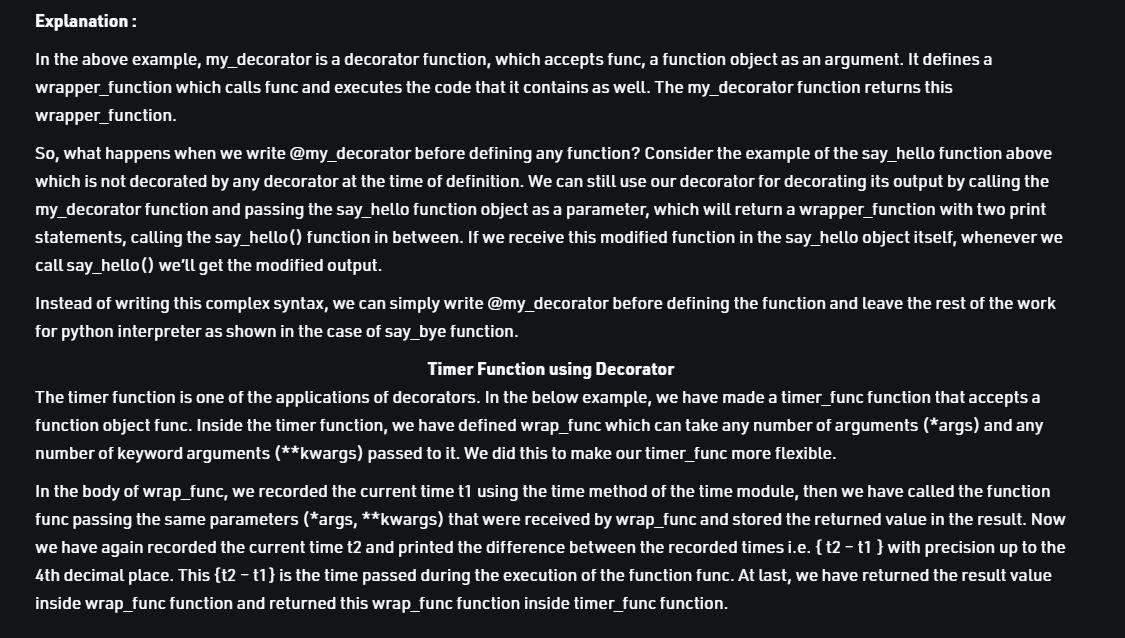 Explanation :
In the above example, my_decorator is a decorator function, which accepts func, a function object as an argument. It defines a
wrapper_function which calls func and executes the code that it contains as well. The my_decorator function returns this
wrapper_function.
So, what happens when we write @my_decorator before defining any function? Consider the example of the say_hello function above
which is not decorated by any decorator at the time of definition. We can still use our decorator for decorating its output by calling the
my_decorator function and passing the say_hello function object as a parameter, which will return a wrapper_function with two print
statements, calling the say_hello() function in between. If we receive this modified function in the say_hello object itself, whenever we
call say_hello() we'll get the modified output.
Instead of writing this complex syntax, we can simply write @my_decorator before defining the function and leave the rest of the work
for python interpreter as shown in the case of say_bye function.
Timer Function using Decorator
The timer function is one of the applications of decorators. In the below example, we have made a timer_func function that accepts a
function object func. Inside the timer function, we have defined wrap_func which can take any number of arguments (*args) and any
number of keyword arguments (**kwargs) passed to it. We did this to make our timer_func more flexible.
In the body of wrap_func, we recorded the current time t1 using the time method of the time module, then we have called the function
func passing the same parameters (*args, **kwargs) that were received by wrap_func and stored the returned value in the result. Now
we have again recorded the current time t2 and printed the difference between the recorded times i.e. { t2 – t1 } with precision up to the
4th decimal place. This {t2 – t1} is the time passed during the execution of the function func. At last, we have returned the result value
inside wrap_func function and returned this wrap_func function inside timer_func function.